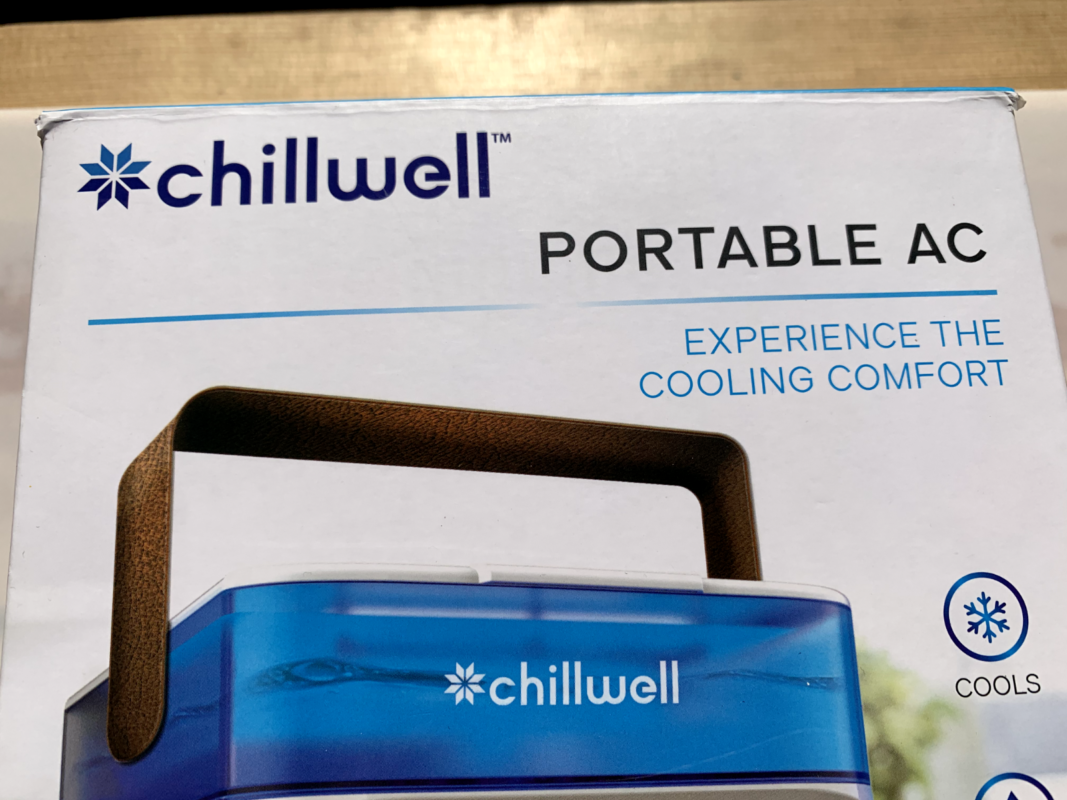 chillwell™
PORTABLE AC
EXPERIENCE THE
COOLING COMFORT
chillwell
COOLS